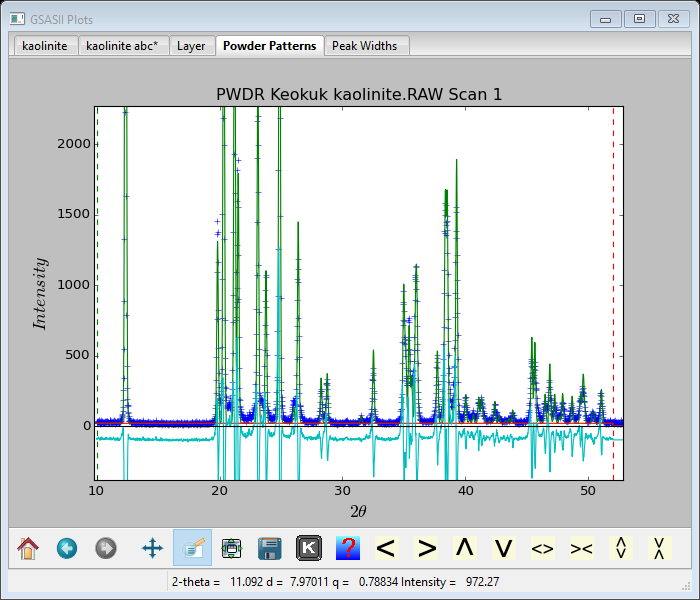 GSASII Plots
kaolinite
kaolinite abc*
Layer
Powder Patterns
Peak Widths
PWDR Keokuk kaolinite.RAW Scan 1
Intensity
2000
1500
1000
500
0
10 20 30 40 50
2θ
K ? < > Λ V <> ><
2-theta = 11.092 d = 7.97011 q = 0.78834 Intensity = 972.27